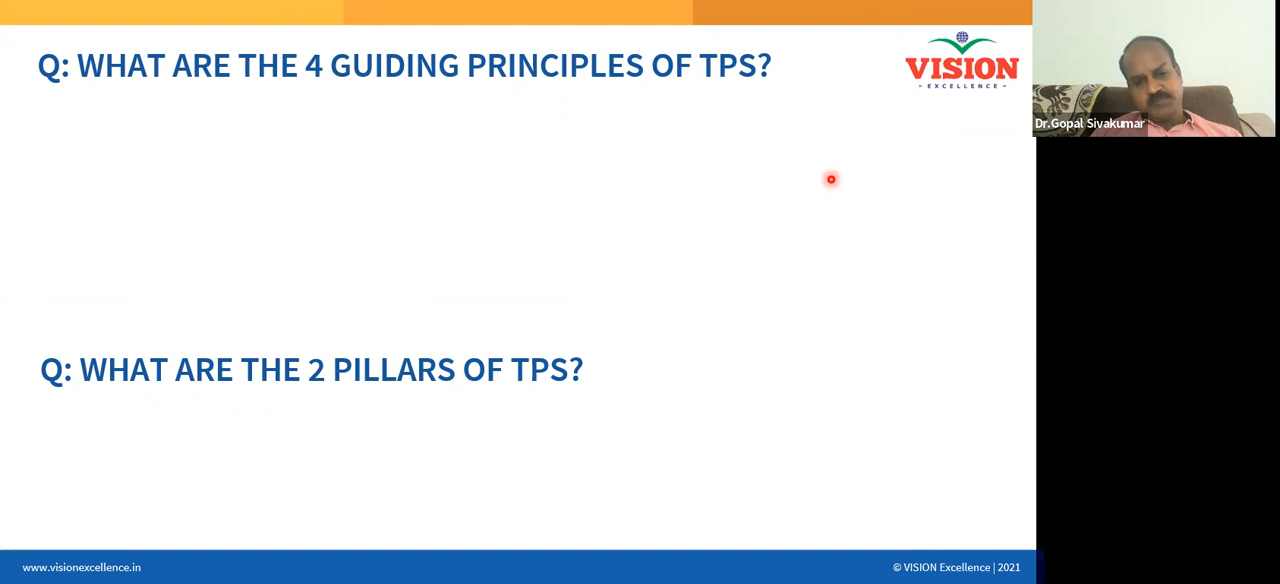 Q: WHAT ARE THE 4 GUIDING PRINCIPLES OF TPS?
VISION
- EXCELLENCE -
Dr.Gopal Sivakumar
Q: WHAT ARE THE 2 PILLARS OF TPS?
www.visionexcellence.in
© VISION Excellence | 2021